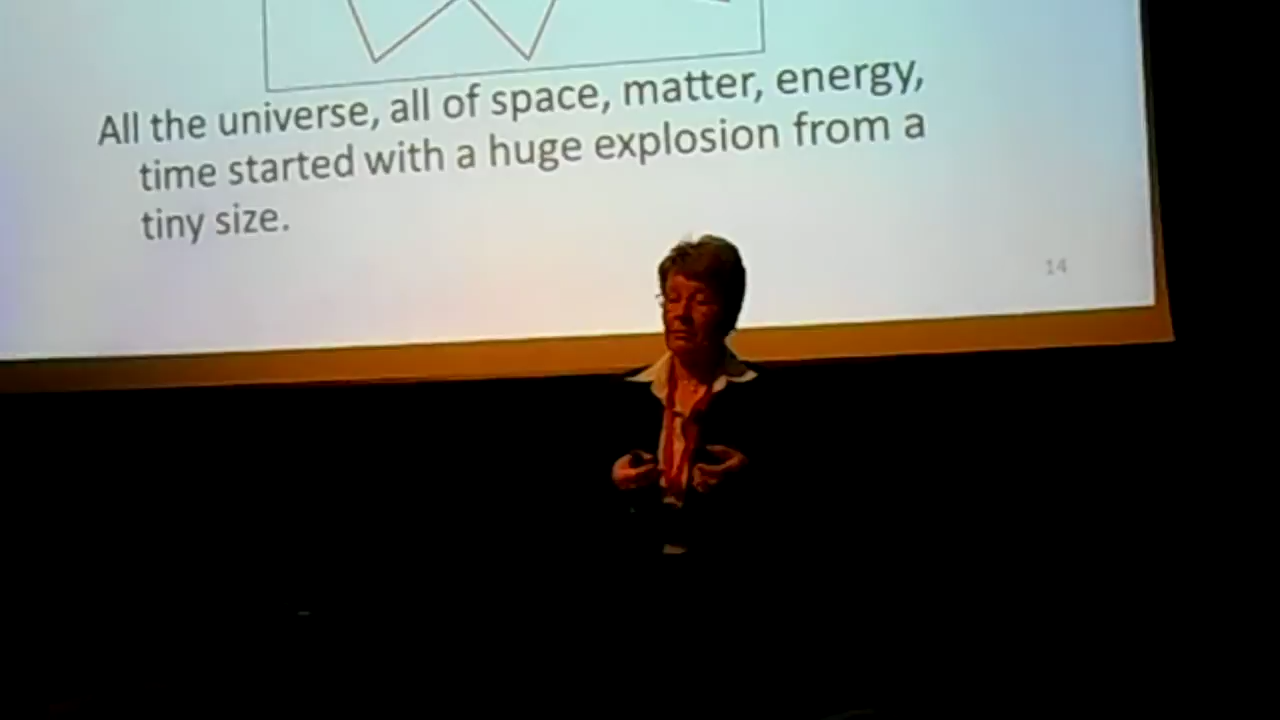 All the universe, all of space, matter, energy,
time started with a huge explosion from a
tiny size.
14